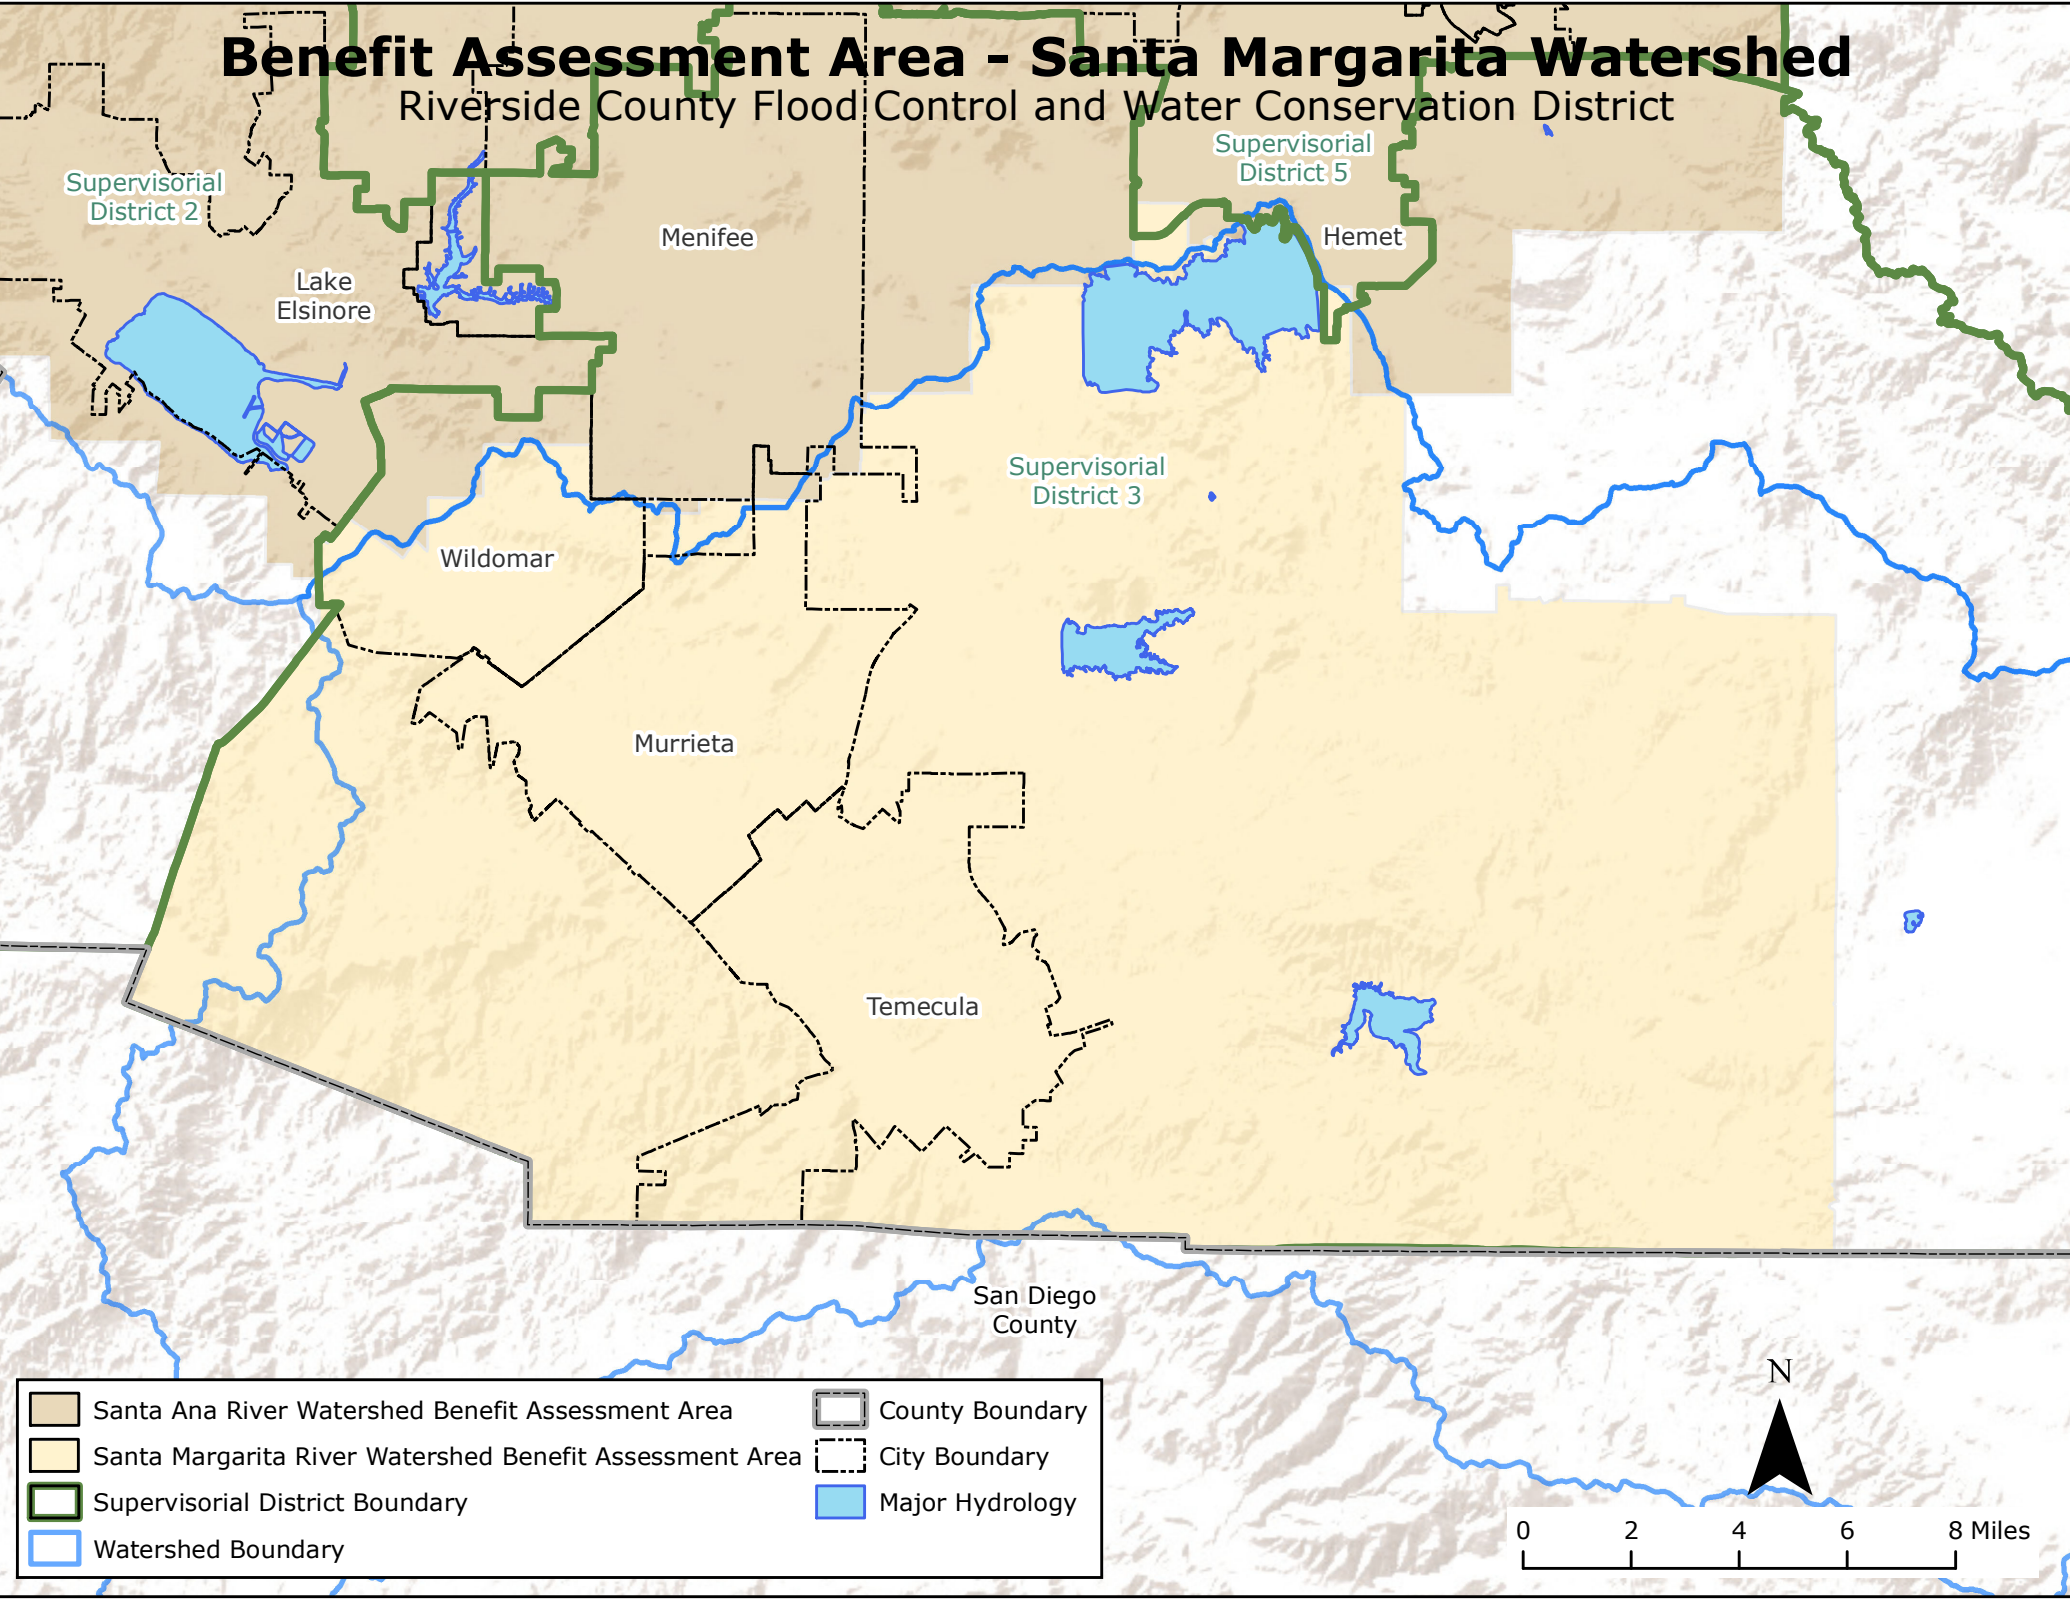 Benefit Assessment Area - Santa Margarita Watershed
Riverside County Flood Control and Water Conservation District
Supervisorial
District 5
Supervisorial
District 2
Menifee
Hemet
Lake
Elsinore
Supervisorial
District 3
Wildomar
Murrieta
Temecula
San Diego
County
N
Santa Ana River Watershed Benefit Assessment Area
Santa Margarita River Watershed Benefit Assessment Area
Supervisorial District Boundary
Watershed Boundary
County Boundary
City Boundary
Major Hydrology
0 2 4 6 8 Miles